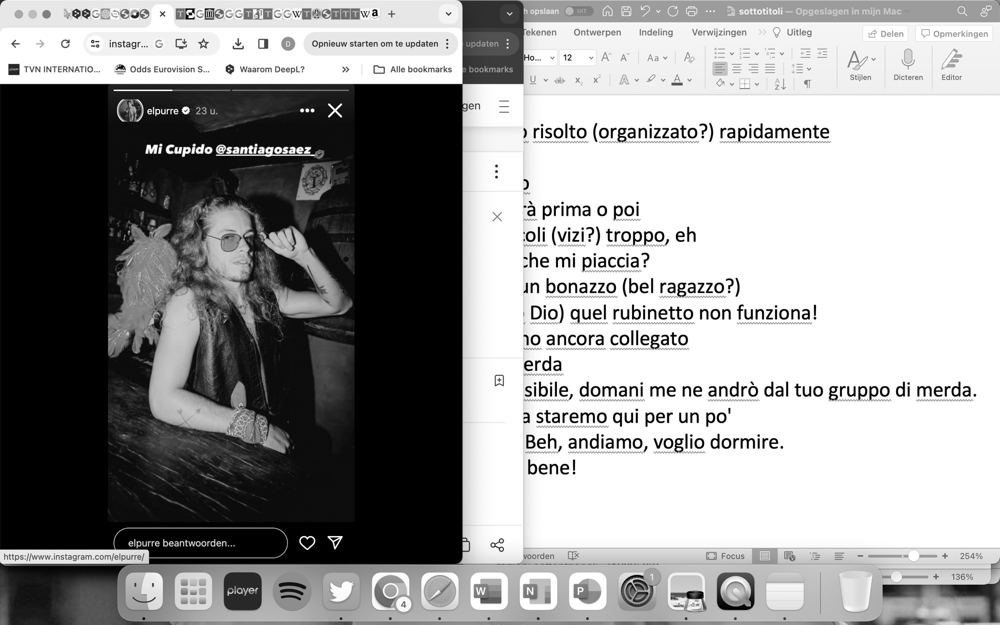 h opslaan
UIT
sottotitoli — Opgeslagen in mijn Mac
instagr...
Opnieuw starten om te updaten
updaten
TVN INTERNATIO...
Odds Eurovision S...
Waarom DeepL?
Alle bookmarks
e bookmarks
Tekenen
Ontwerpen
Indeling
Verwijzingen
Uitleg
Delen
Opmerkingen
Ho...
12
Stijlen
Dicteren
Editor
elpurre
23 u.
Mi Cupido @santiagosaez_
elpurre beantwoorden...
https://www.instagram.com/elpurre/
gen
o risolto (organizzato?) rapidamente
o
rà prima o poi
coli (vizi?) troppo, eh
che mi piaccia?
un bonazzo (bel ragazzo?)
Dio) quel rubinetto non funziona!
no ancora collegato
erda
sibile, domani me ne andrò dal tuo gruppo di merda.
a staremo qui per un po'
Beh, andiamo, voglio dormire.
bene!
woorden
Focus
254%
136%
player
4
W
N
P
1